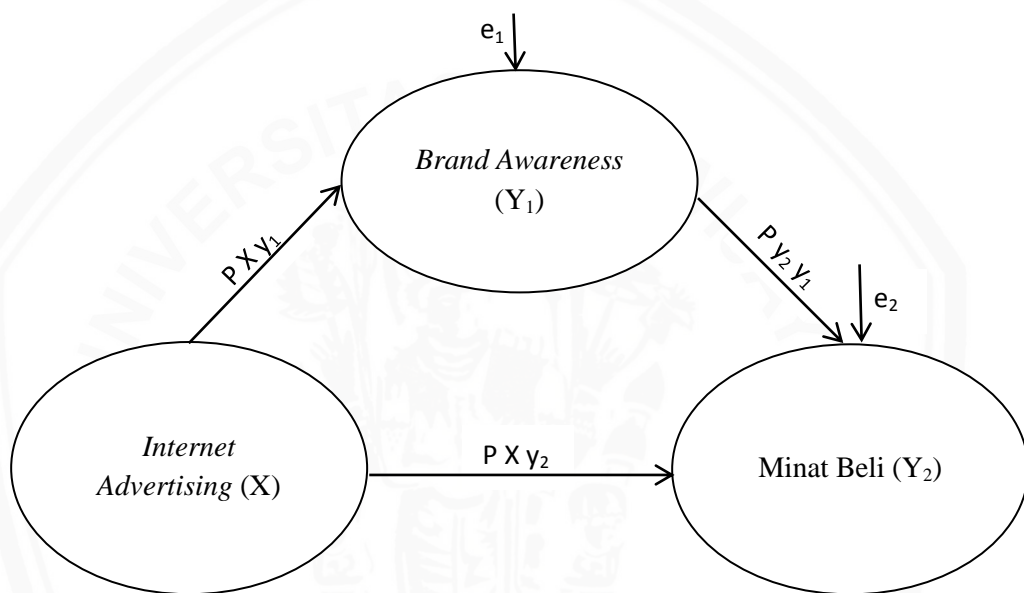 e₁
Brand Awareness
(Y₁)
P X y₁
P y₂ y₁
e₂
Internet
Advertising (X)
P X y₂
Minat Beli (Y₂)